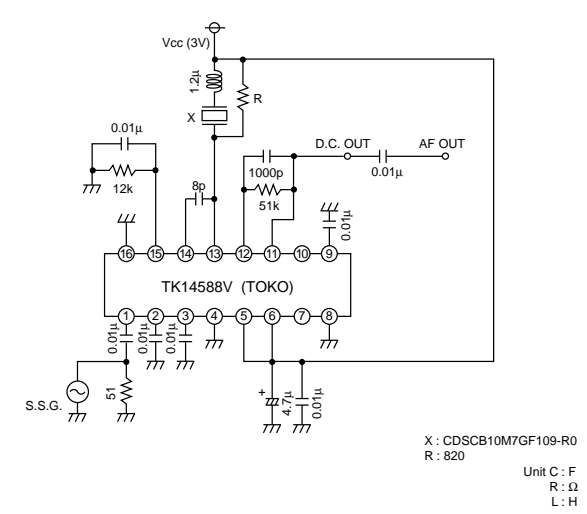 Vcc (3V)
1.2μ
R
X
0.01μ
12k
8p
1000p
51k
D.C. OUT
AF OUT
0.01μ
0.01μ
16 15 14 13 12 11 10 9
TK14588V (TOKO)
1 2 3 4 5 6 7 8
0.01μ
0.01μ
0.01μ
S.S.G.
51
+
4.7μ
0.01μ
X : CDSCB10M7GF109-R0
R : 820
Unit C : F
R : Ω
L : H